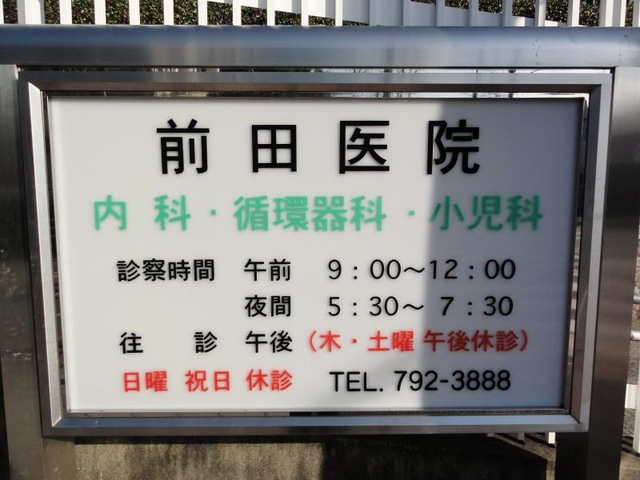 前田医院
内科・循環器科・小児科
診察時間 午前 9：00～12：00
夜間 5：30～ 7：30
往 診 午後 (木・土曜 午後休診)
日曜 祝日 休診 TEL. 792-3888